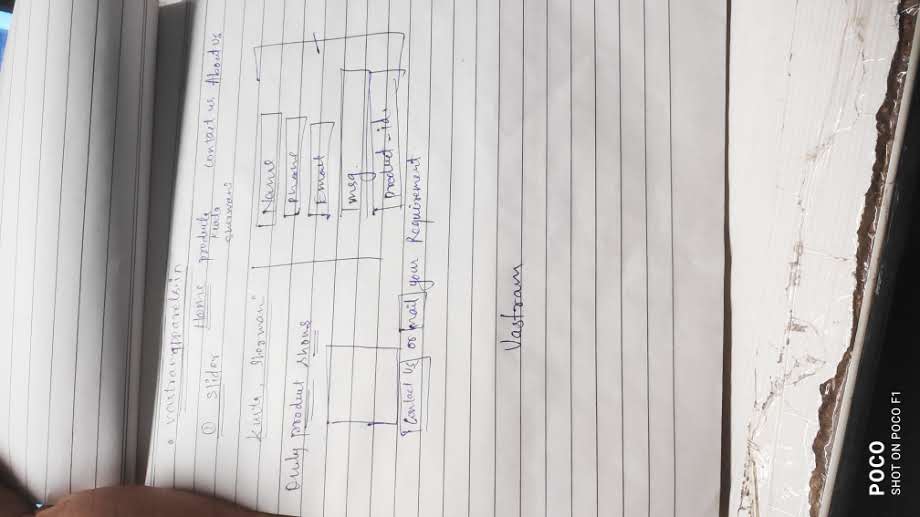 vastramapparels.in
Home products contact us About us
① slider kurta
sherwani
Kurta, Sherwani
Only product shows
Name
Phone
Email
msg.
product-id.
Contact Us or mail your Requirement
Vastram
POCO
SHOT ON POCO F1